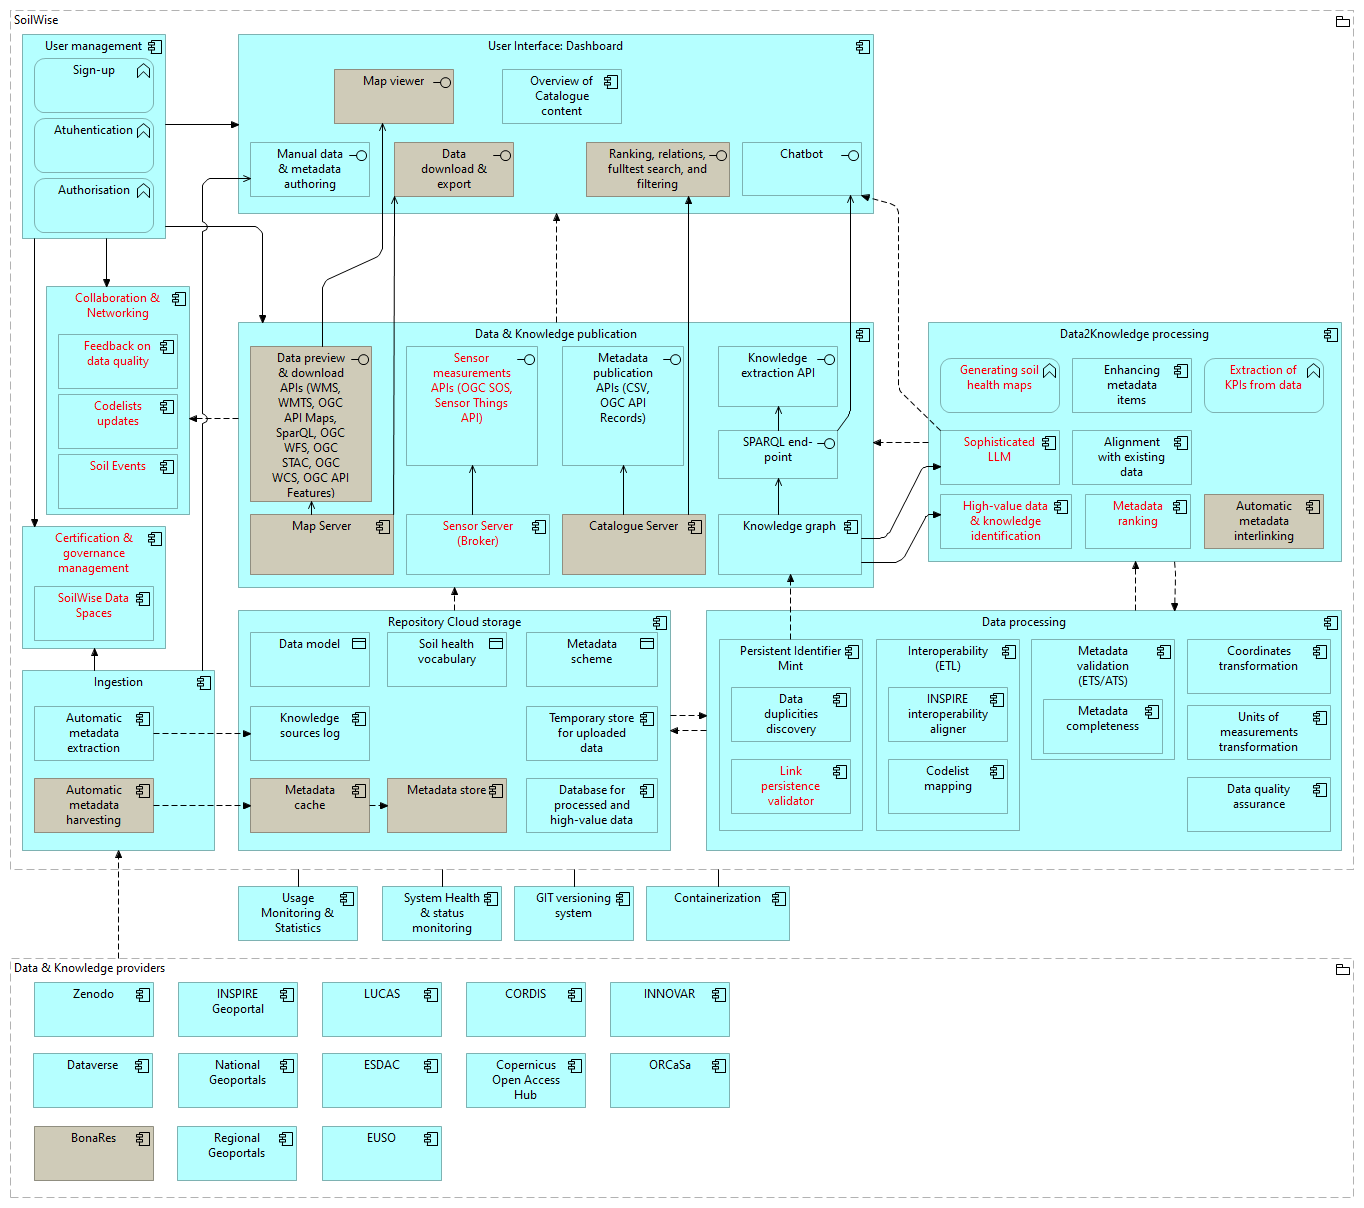 SoilWise
User management
Sign-up
Atuhentication
Authorisation
User Interface: Dashboard
Map viewer
Overview of
Catalogue
content
Manual data
& metadata
authoring
Data
download &
export
Ranking, relations,
fulltest search, and
filtering
Chatbot
Collaboration &
Networking
Feedback on
data quality
Codelists
updates
Soil Events
Data & Knowledge publication
Data preview
& download
APIs (WMS,
WMTS, OGC
API Maps,
SparQL, OGC
WFS, OGC
STAC, OGC
WCS, OGC API
Features)
Sensor
measurements
APIs (OGC SOS,
Sensor Things
API)
Metadata
publication
APIs (CSV,
OGC API
Records)
Knowledge
extraction API
SPARQL end-
point
Map Server
Sensor Server
(Broker)
Catalogue Server
Knowledge graph
Data2Knowledge processing
Generating soil
health maps
Enhancing
metadata
items
Extraction of
KPIs from data
Sophisticated
LLM
Alignment
with existing
data
High-value data
& knowledge
identification
Metadata
ranking
Automatic
metadata
interlinking
Certification &
governance
management
SoilWise Data
Spaces
Ingestion
Automatic
metadata
extraction
Automatic
metadata
harvesting
Repository Cloud storage
Data model
Soil health
vocabulary
Metadata
scheme
Knowledge
sources log
Temporary store
for uploaded
data
Metadata
cache
Metadata store
Database for
processed and
high-value data
Data processing
Persistent Identifier
Mint
Data
duplicities
discovery
Link
persistence
validator
Interoperability
(ETL)
INSPIRE
interoperability
aligner
Codelist
mapping
Metadata
validation
(ETS/ATS)
Metadata
completeness
Coordinates
transformation
Units of
measurements
transformation
Data quality
assurance
Usage
Monitoring &
Statistics
System Health
& status
monitoring
GIT versioning
system
Containerization
Data & Knowledge providers
Zenodo
INSPIRE
Geoportal
LUCAS
CORDIS
INNOVAR
Dataverse
National
Geoportals
ESDAC
Copernicus
Open Access
Hub
ORCaSa
BonaRes
Regional
Geoportals
EUSO